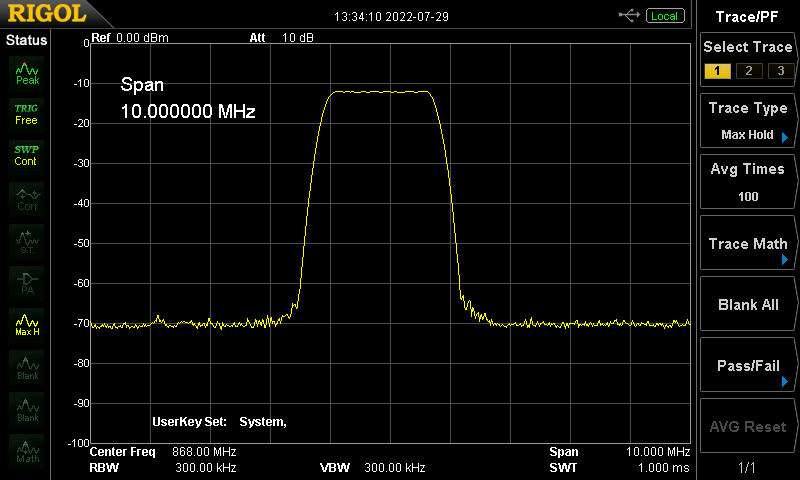 RIGOL
13:34:10 2022-07-29
Local
Status
Peak
TRIG
Free
SWP
Cont
Corr
S.T.
PA
Max H
Blank
Blank
Math
Ref 0.00 dBm Att 10 dB
Span
10.000000 MHz
0
-10
-20
-30
-40
-50
-60
-70
-80
-90
-100
UserKey Set: System,
Center Freq 868.00 MHz Span 10.000 MHz
RBW 300.00 kHz VBW 300.00 kHz SWT 1.000 ms
Trace/PF
Select Trace
1 2 3
Trace Type
Max Hold
Avg Times
100
Trace Math
Blank All
Pass/Fail
AVG Reset
1/1